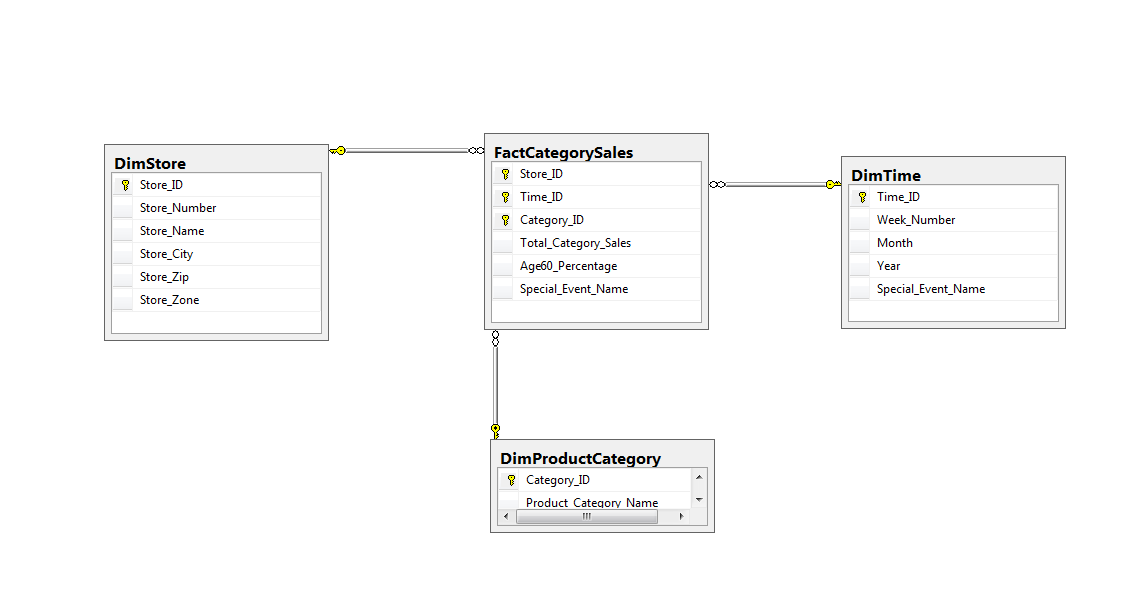 DimStore
Store_ID
Store_Number
Store_Name
Store_City
Store_Zip
Store_Zone
FactCategorySales
Store_ID
Time_ID
Category_ID
Total_Category_Sales
Age60_Percentage
Special_Event_Name
DimTime
Time_ID
Week_Number
Month
Year
Special_Event_Name
DimProductCategory
Category_ID
Product_Category_Name